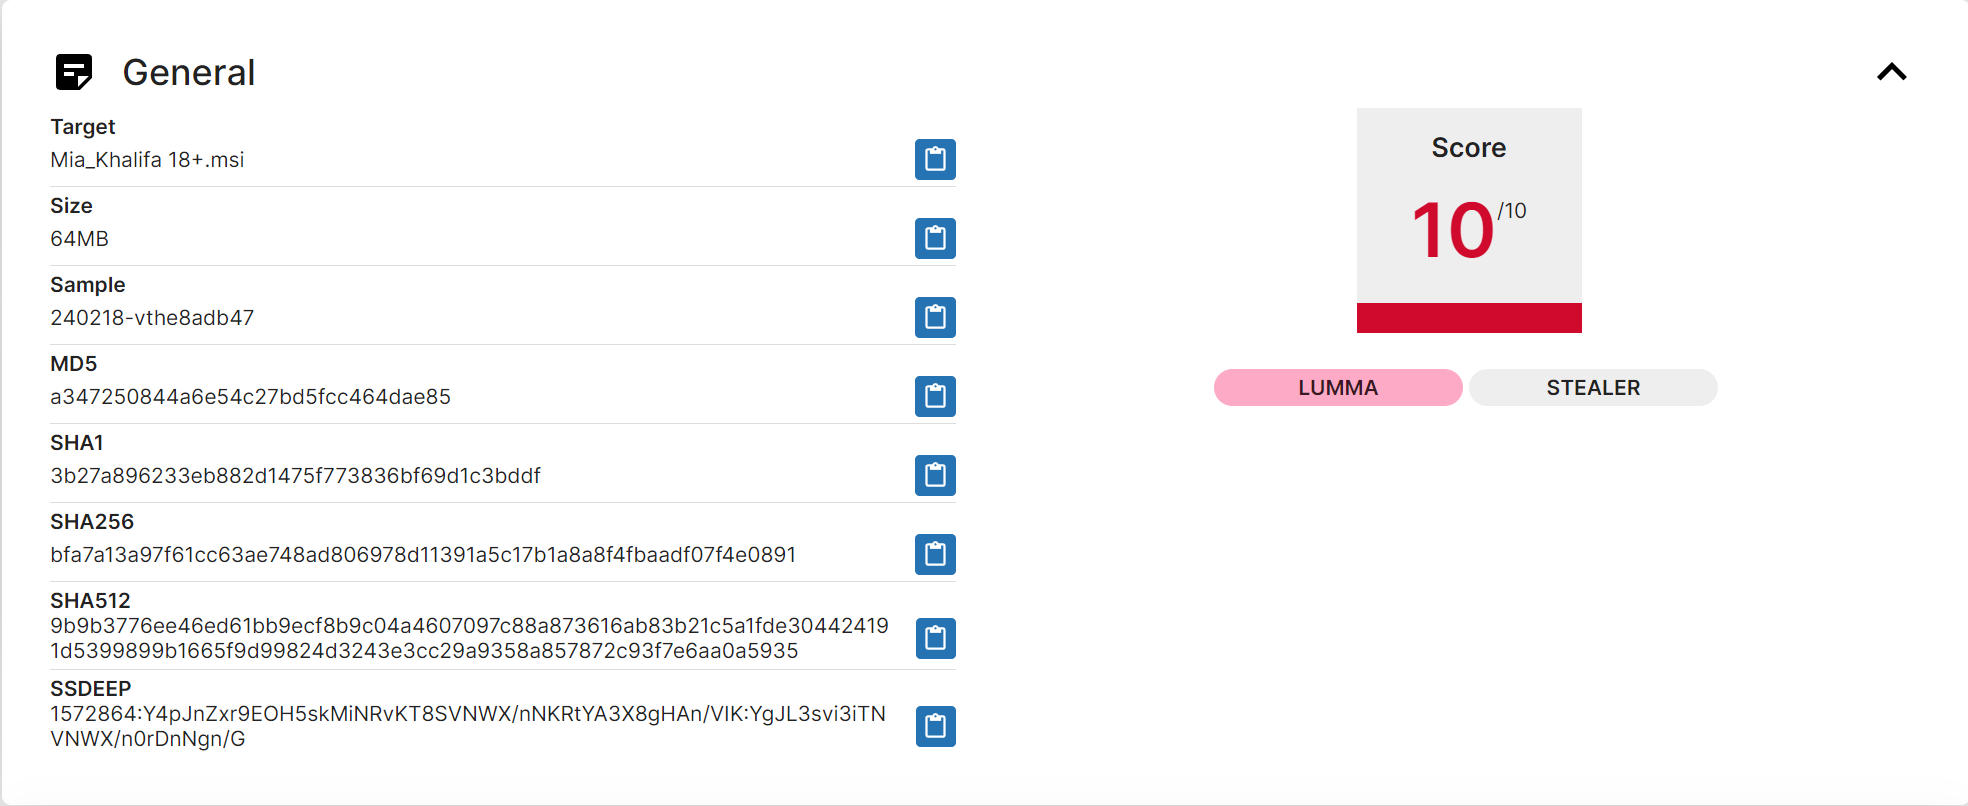 General
Target
Mia_Khalifa 18+.msi
Size
64MB
Sample
240218-vthe8adb47
MD5
a347250844a6e54c27bd5fcc464dae85
SHA1
3b27a896233eb882d1475f773836bf69d1c3bddf
SHA256
bfa7a13a97f61cc63ae748ad806978d11391a5c17b1a8a8f4fbaadf07f4e0891
SHA512
9b9b3776ee46ed61bb9ecf8b9c04a4607097c88a873616ab83b21c5a1fde30442419
1d5399899b1665f9d99824d3243e3cc29a9358a857872c93f7e6aa0a5935
SSDEEP
1572864:Y4pJnZxr9EOH5skMiNRvKT8SVNWX/nNKRtYA3X8gHAn/VIK:YgJL3svi3iTN
VNWX/n0rDnNgn/G
Score
10/10
LUMMA
STEALER